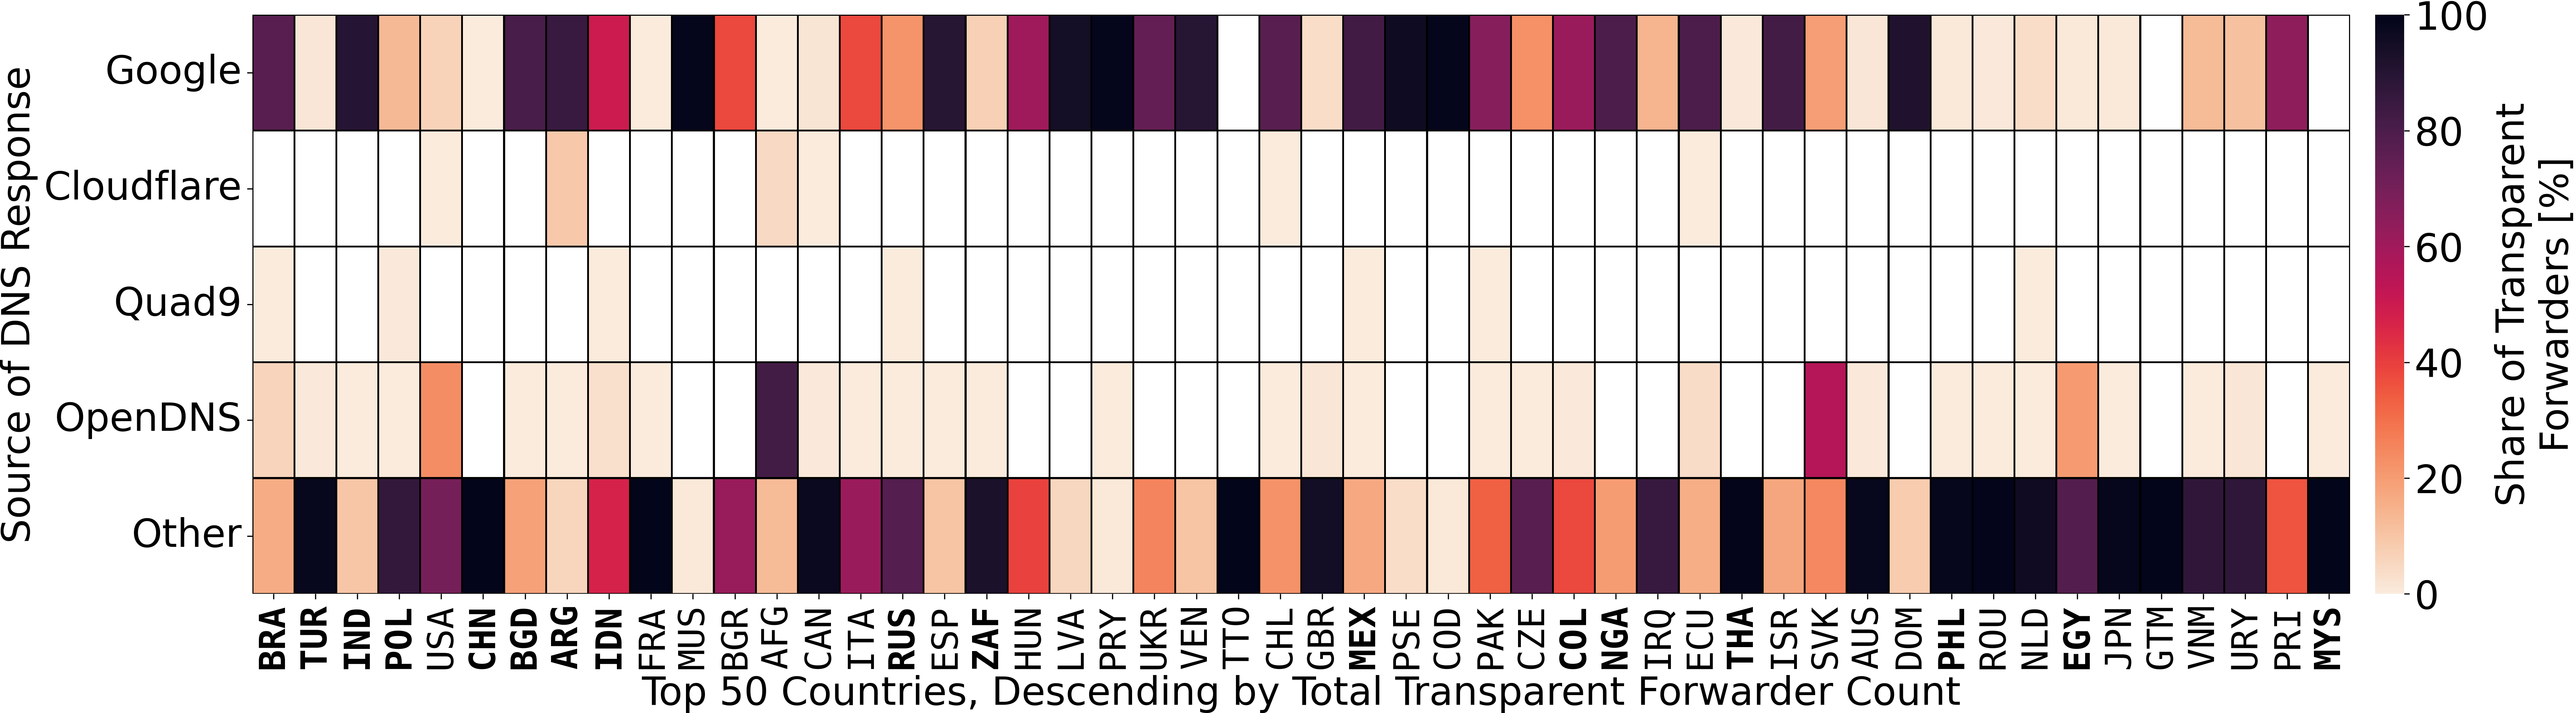 Source of DNS Response
Google
Cloudflare
Quad9
OpenDNS
Other
BRA
TUR
IND
POL
USA
CHN
BGD
ARG
IDN
FRA
MUS
BGR
AFG
CAN
ITA
RUS
ESP
ZAF
HUN
LVA
PRY
UKR
VEN
TTO
CHL
GBR
MEX
PSE
COD
PAK
CZE
COL
NGA
IRQ
ECU
THA
ISR
SVK
AUS
DOM
PHL
ROU
NLD
EGY
JPN
GTM
VNM
URY
PRI
MYS
Top 50 Countries, Descending by Total Transparent Forwarder Count
100
80
60
40
20
0
Share of Transparent
Forwarders [%]